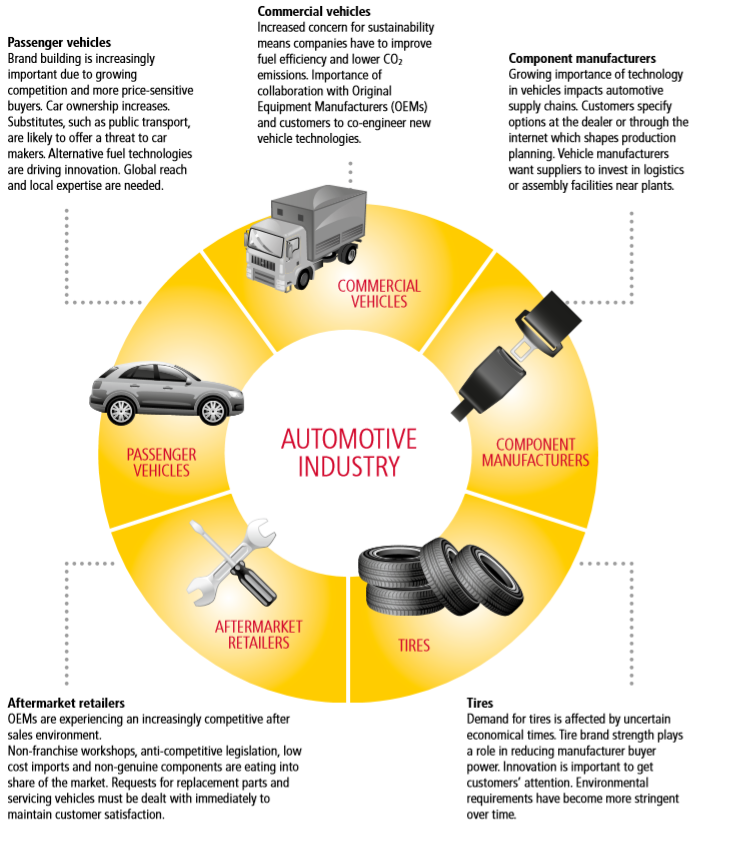 Commercial vehicles
Increased concern for sustainability
means companies have to improve
fuel efficiency and lower CO₂
emissions. Importance of
collaboration with Original
Equipment Manufacturers (OEMs)
and customers to co-engineer new
vehicle technologies.
Passenger vehicles
Brand building is increasingly
important due to growing
competition and more price-sensitive
buyers. Car ownership increases.
Substitutes, such as public transport,
are likely to offer a threat to car
makers. Alternative fuel technologies
are driving innovation. Global reach
and local expertise are needed.
Component manufacturers
Growing importance of technology
in vehicles impacts automotive
supply chains. Customers specify
options at the dealer or through the
internet which shapes production
planning. Vehicle manufacturers
want suppliers to invest in logistics
or assembly facilities near plants.
COMMERCIAL
VEHICLES
AUTOMOTIVE
INDUSTRY
PASSENGER
VEHICLES
COMPONENT
MANUFACTURERS
AFTERMARKET
RETAILERS
TIRES
Aftermarket retailers
OEMs are experiencing an increasingly competitive after
sales environment.
Non-franchise workshops, anti-competitive legislation, low
cost imports and non-genuine components are eating into
share of the market. Requests for replacement parts and
servicing vehicles must be dealt with immediately to
maintain customer satisfaction.
Tires
Demand for tires is affected by uncertain
economical times. Tire brand strength plays
a role in reducing manufacturer buyer
power. Innovation is important to get
customers’ attention. Environmental
requirements have become more stringent
over time.